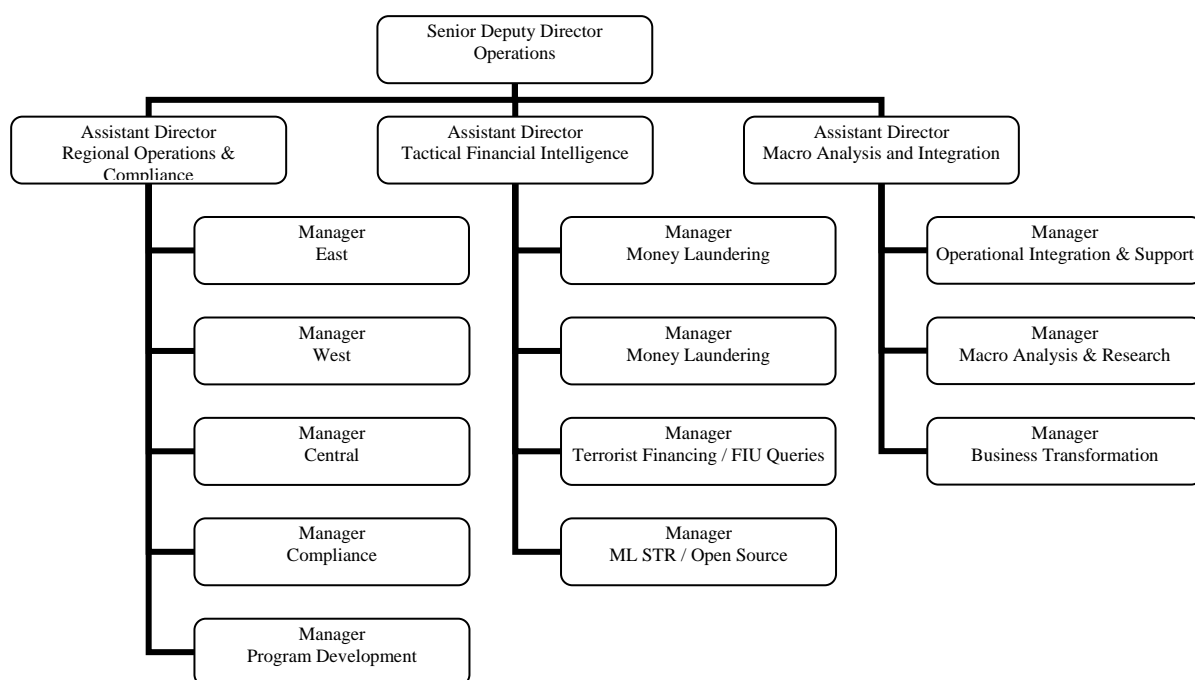 Senior Deputy Director
Operations
Assistant Director
Regional Operations &
Compliance
Assistant Director
Tactical Financial Intelligence
Assistant Director
Macro Analysis and Integration
Manager
East
Manager
West
Manager
Central
Manager
Compliance
Manager
Program Development
Manager
Money Laundering
Manager
Money Laundering
Manager
Terrorist Financing / FIU Queries
Manager
ML STR / Open Source
Manager
Operational Integration & Support
Manager
Macro Analysis & Research
Manager
Business Transformation